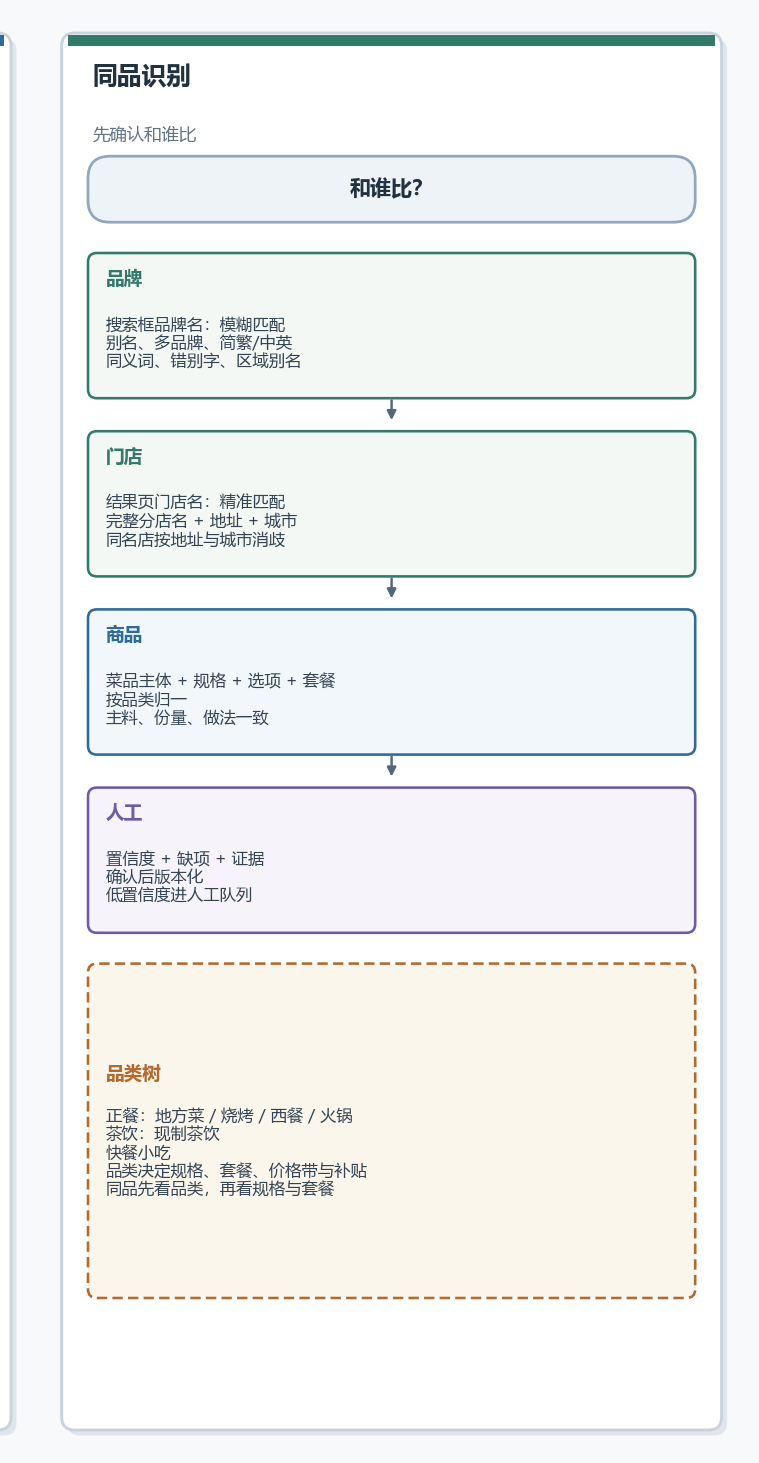 同品识别
先确认和谁比
和谁比?
品牌
搜索框品牌名：模糊匹配
别名、多品牌、简繁/中英
同义词、错别字、区域别名
门店
结果页门店名：精准匹配
完整分店名 + 地址 + 城市
同名店按地址与城市消歧
商品
菜品主体 + 规格 + 选项 + 套餐
按品类归一
主料、份量、做法一致
人工
置信度 + 缺项 + 证据
确认后版本化
低置信度进人工队列
品类树
正餐：地方菜 / 烧烤 / 西餐 / 火锅
茶饮：现制茶饮
快餐小吃
品类决定规格、套餐、价格带与补贴
同品先看品类，再看规格与套餐